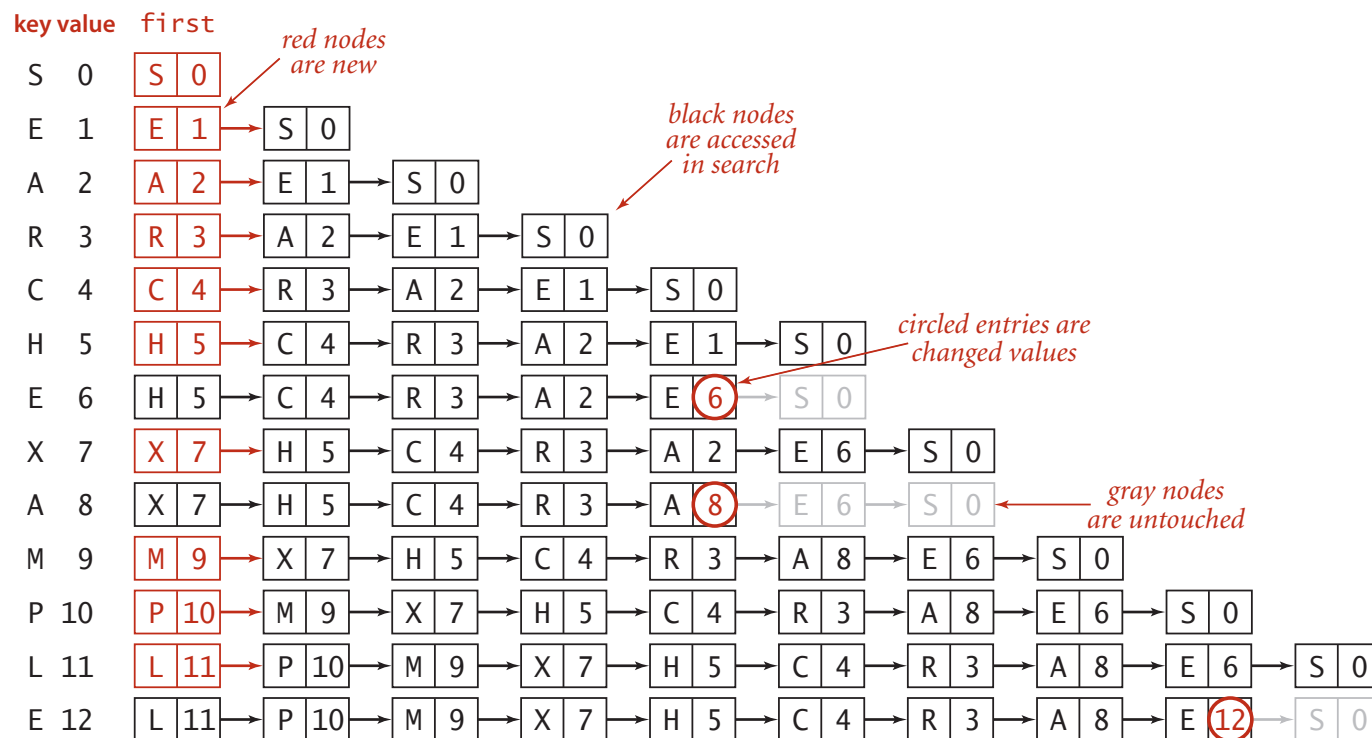 key value first
red nodes
are new
S 0 S 0
E 1 E 1 S 0
black nodes
are accessed
in search
A 2 A 2 E 1 S 0
R 3 R 3 A 2 E 1 S 0
C 4 C 4 R 3 A 2 E 1 S 0
H 5 H 5 C 4 R 3 A 2 E 1 S 0
circled entries are
changed values
E 6 H 5 C 4 R 3 A 2 E 6 S 0
X 7 X 7 H 5 C 4 R 3 A 2 E 6 S 0
A 8 X 7 H 5 C 4 R 3 A 8 E 6 S 0
gray nodes
are untouched
M 9 M 9 X 7 H 5 C 4 R 3 A 8 E 6 S 0
P 10 P 10 M 9 X 7 H 5 C 4 R 3 A 8 E 6 S 0
L 11 L 11 P 10 M 9 X 7 H 5 C 4 R 3 A 8 E 6 S 0
E 12 L 11 P 10 M 9 X 7 H 5 C 4 R 3 A 8 E 12 S 0